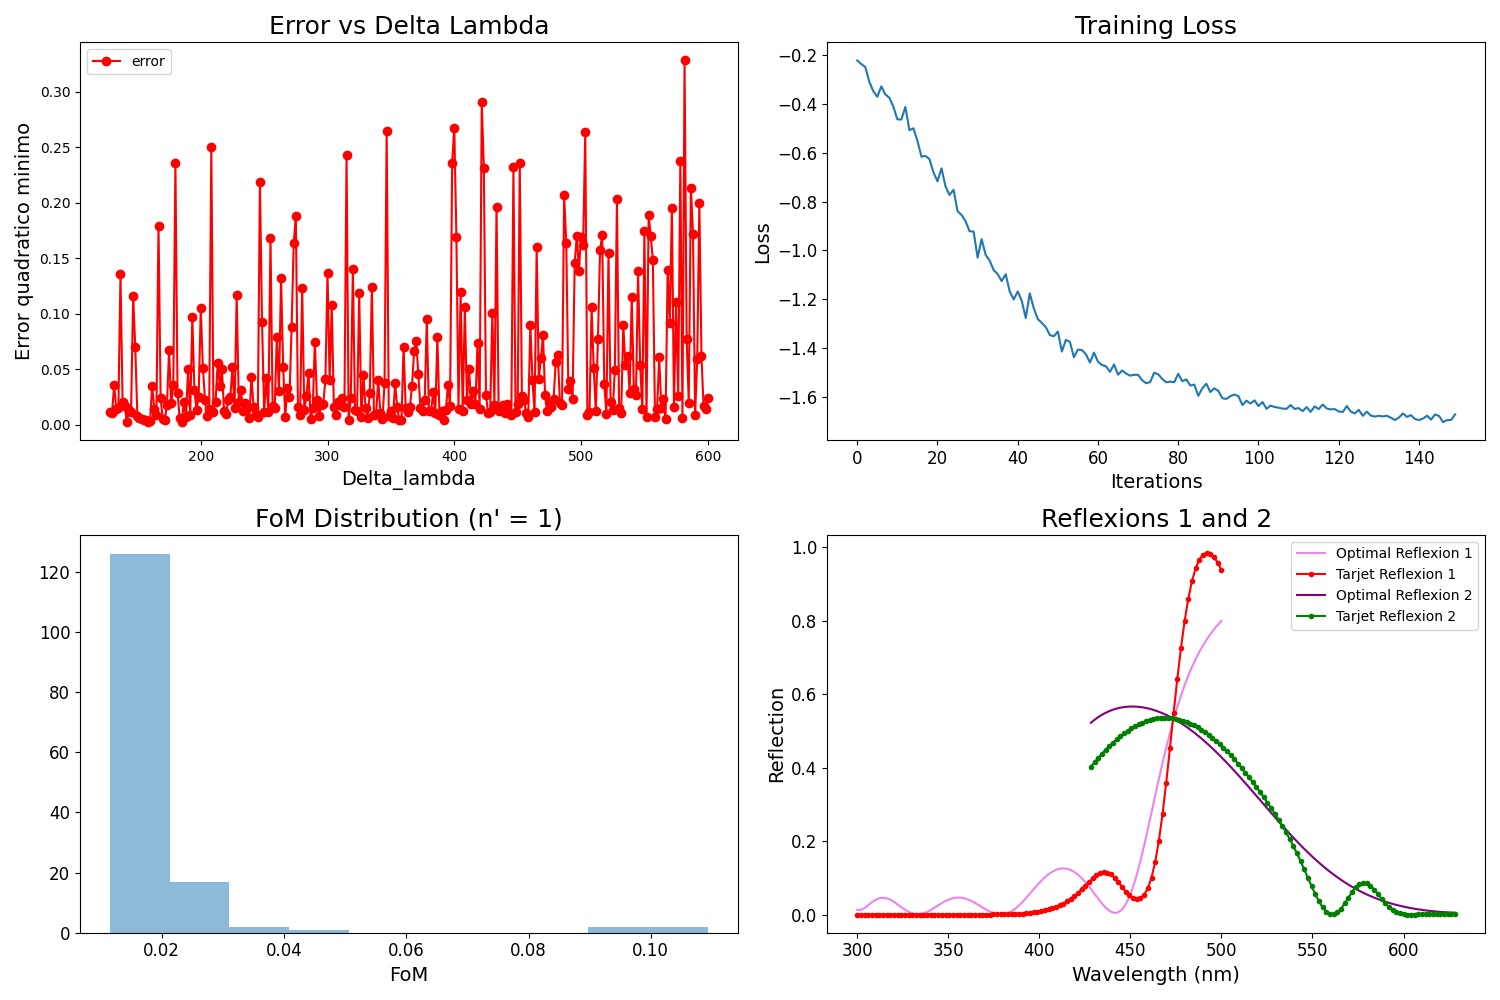 Error vs Delta Lambda
error
Error quadratico minimo
0.30
0.25
0.20
0.15
0.10
0.05
0.00
200 300 400 500 600
Delta_lambda
Training Loss
Loss
−0.2
−0.4
−0.6
−0.8
−1.0
−1.2
−1.4
−1.6
0 20 40 60 80 100 120 140
Iterations
FoM Distribution (n' = 1)
120
100
80
60
40
20
0
0.02 0.04 0.06 0.08 0.10
FoM
Reflexions 1 and 2
Optimal Reflexion 1
Tarjet Reflexion 1
Optimal Reflexion 2
Tarjet Reflexion 2
Reflection
1.0
0.8
0.6
0.4
0.2
0.0
300 350 400 450 500 550 600
Wavelength (nm)